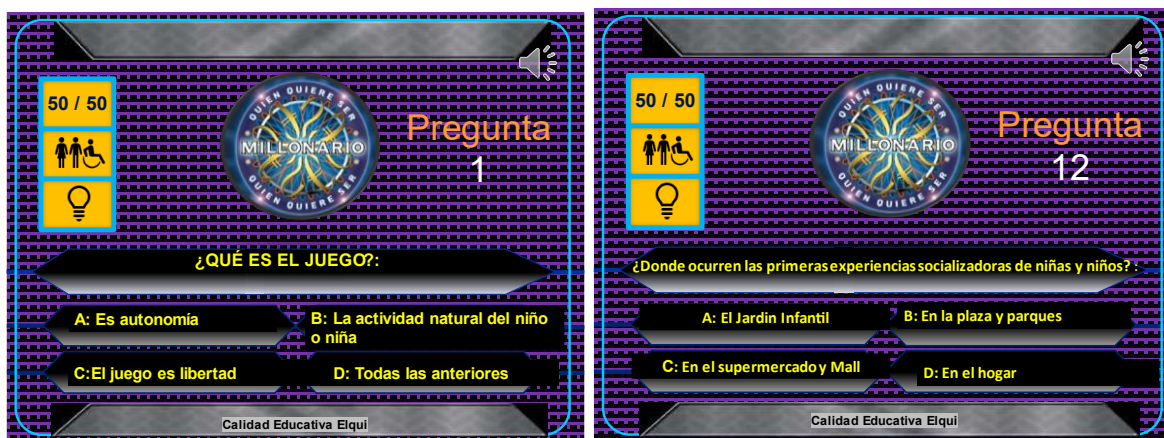 50 / 50
QUIEN QUIERE SER
MILLONARIO
QUIEN QUIERE SER
Pregunta
1
¿QUÉ ES EL JUEGO?:
A: Es autonomía
B: La actividad natural del niño
o niña
C:El juego es libertad
D: Todas las anteriores
Calidad Educativa Elqui
50 / 50
QUIEN QUIERE SER
MILLONARIO
QUIEN QUIERE SER
Pregunta
12
¿Donde ocurren las primeras experiencias socializadoras de niñas y niños? :
A: El Jardin Infantil
B: En la plaza y parques
C: En el supermercado y Mall
D: En el hogar
Calidad Educativa Elqui